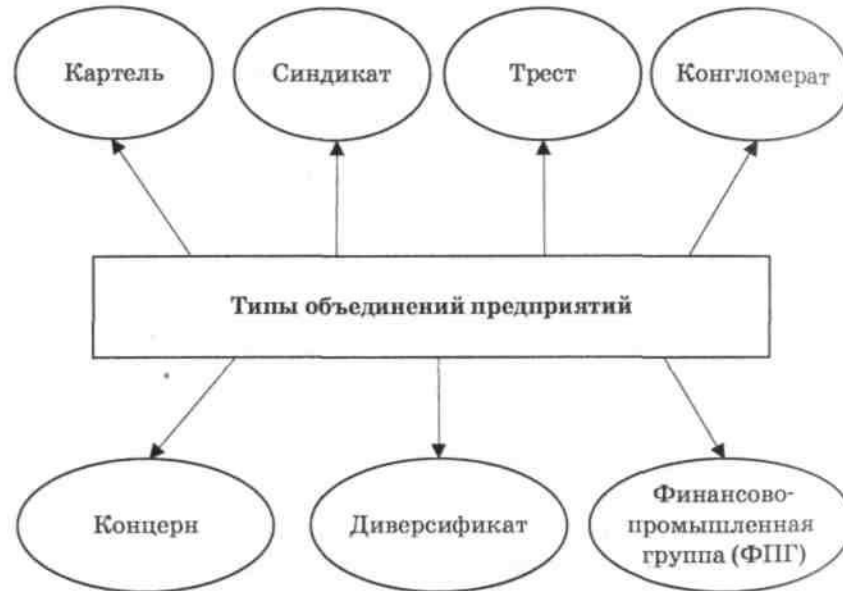 Картель
Синдикат
Трест
Конгломерат
Типы объединений предприятий
Концерн
Диверсификат
Финансово-
промышленная
группа (ФПГ)